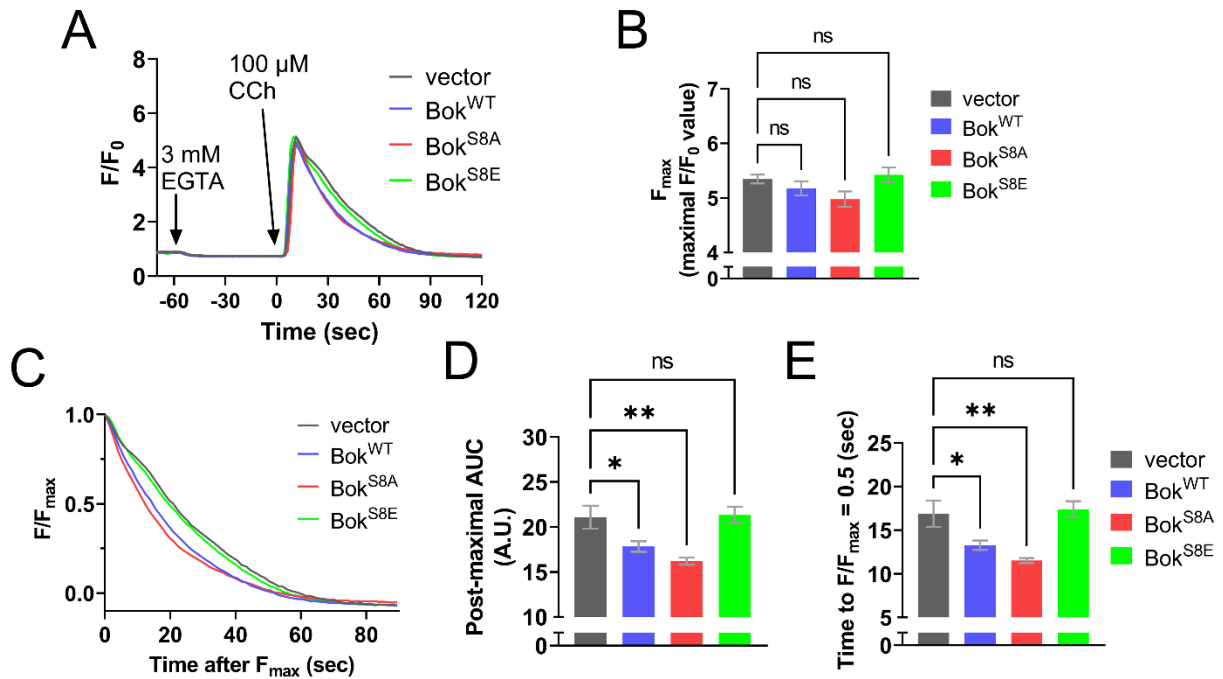 A
8
6
4
2
0
F/F0
3 mM
EGTA
100 µM
CCh
vector
BokWT
BokS8A
BokS8E
-60
-30
0
30
60
90
120
Time (sec)
B
7
6
5
4
0
Fmax
(maximal F/F0 value)
ns
ns
ns
vector
BokWT
BokS8A
BokS8E
C
1.0
0.5
0.0
F/Fmax
vector
BokWT
BokS8A
BokS8E
0
20
40
60
80
Time after Fmax (sec)
D
30
25
20
15
10
0
Post-maximal AUC
(A.U.)
ns
**
*
E
25
20
15
10
5
0
Time to F/Fmax = 0.5 (sec)
ns
**
*
vector
BokWT
BokS8A
BokS8E